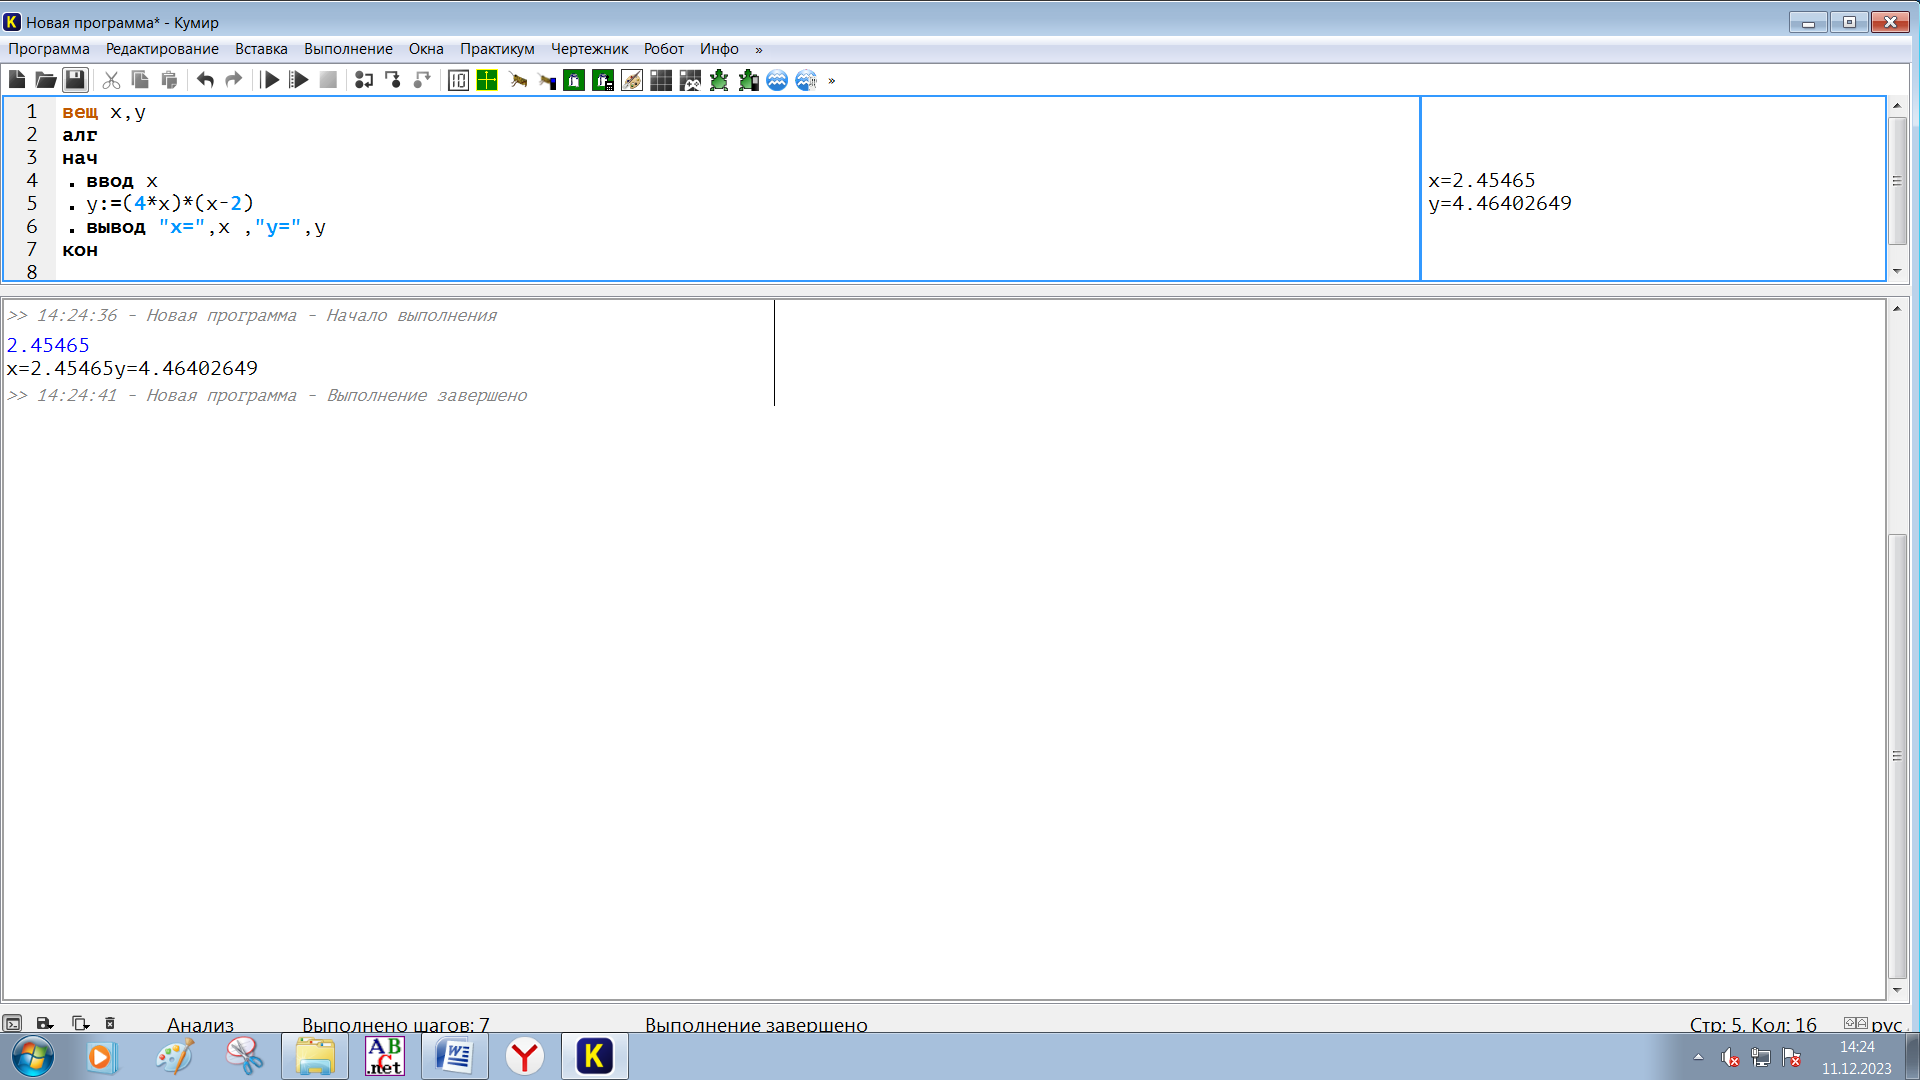 Новая программа* - Кумир
Программа Редактирование Вставка Выполнение Окна Практикум Чертежник Робот Инфо »
»
1 вещ x,y
2 алг
3 нач
4 . ввод x
x=2.45465
5 . y:=(4*x)*(x-2)
y=4.46402649
6 . вывод "x=",x ,"y=",y
7 кон
8
>> 14:24:36 - Новая программа - Начало выполнения
2.45465
x=2.45465y=4.46402649
>> 14:24:41 - Новая программа - Выполнение завершено
Анализ Выполнено шагов: 7 Выполнение завершено Стр: 5, Кол: 16 рус
ABC.net
14:24
11.12.2023